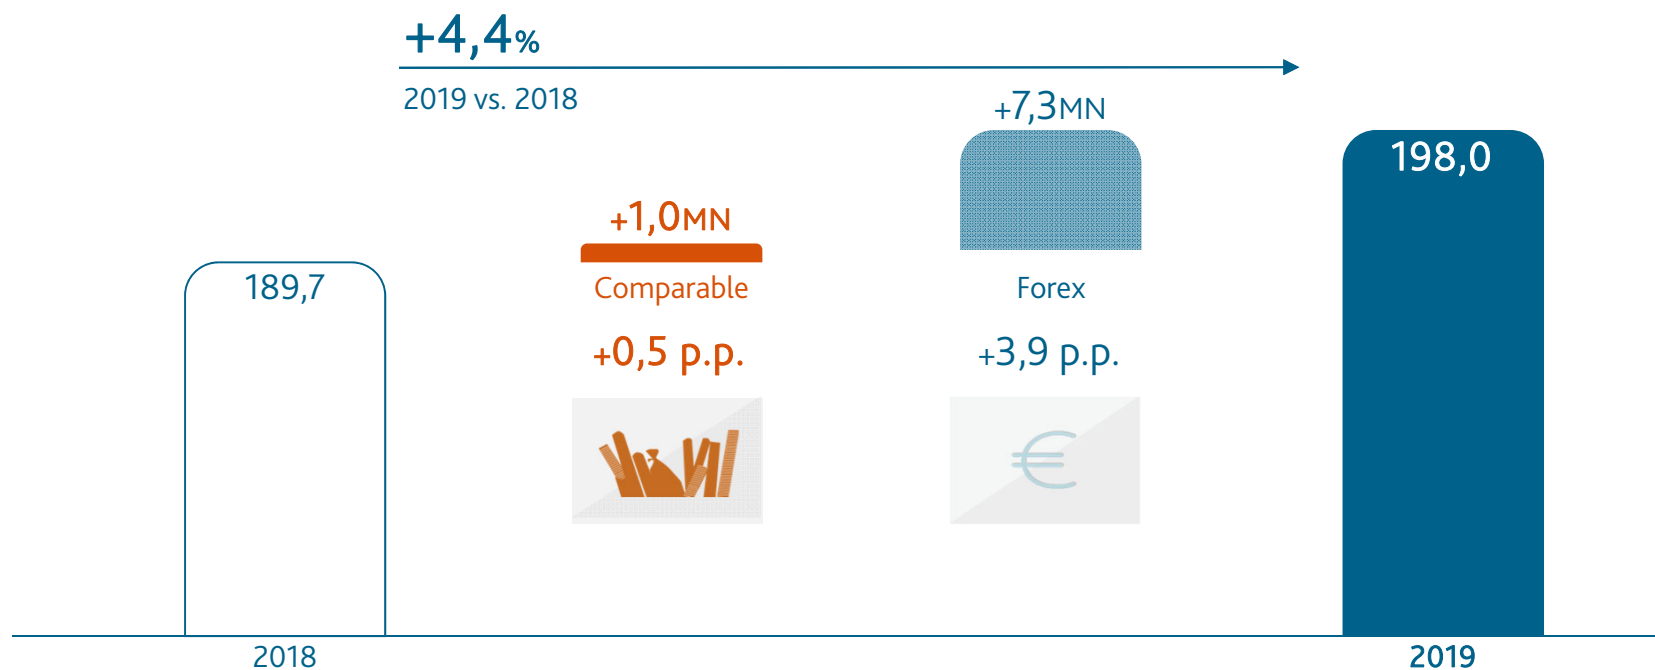 +4,4%
2019 vs. 2018
+7,3MN
198,0
+1,0MN
189,7
Comparable
Forex
+0,5 p.p.
+3,9 p.p.
€
2018
2019